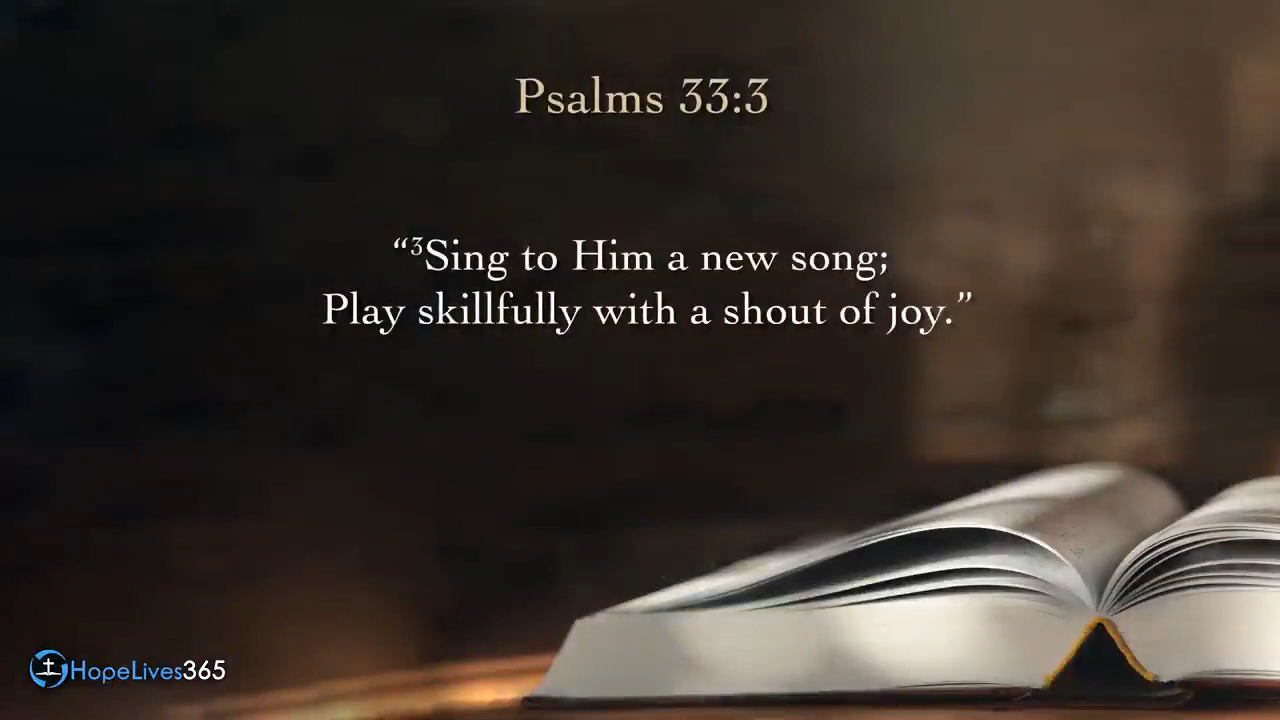 Psalms 33:3
“³Sing to Him a new song;
Play skillfully with a shout of joy.”
HopeLives365